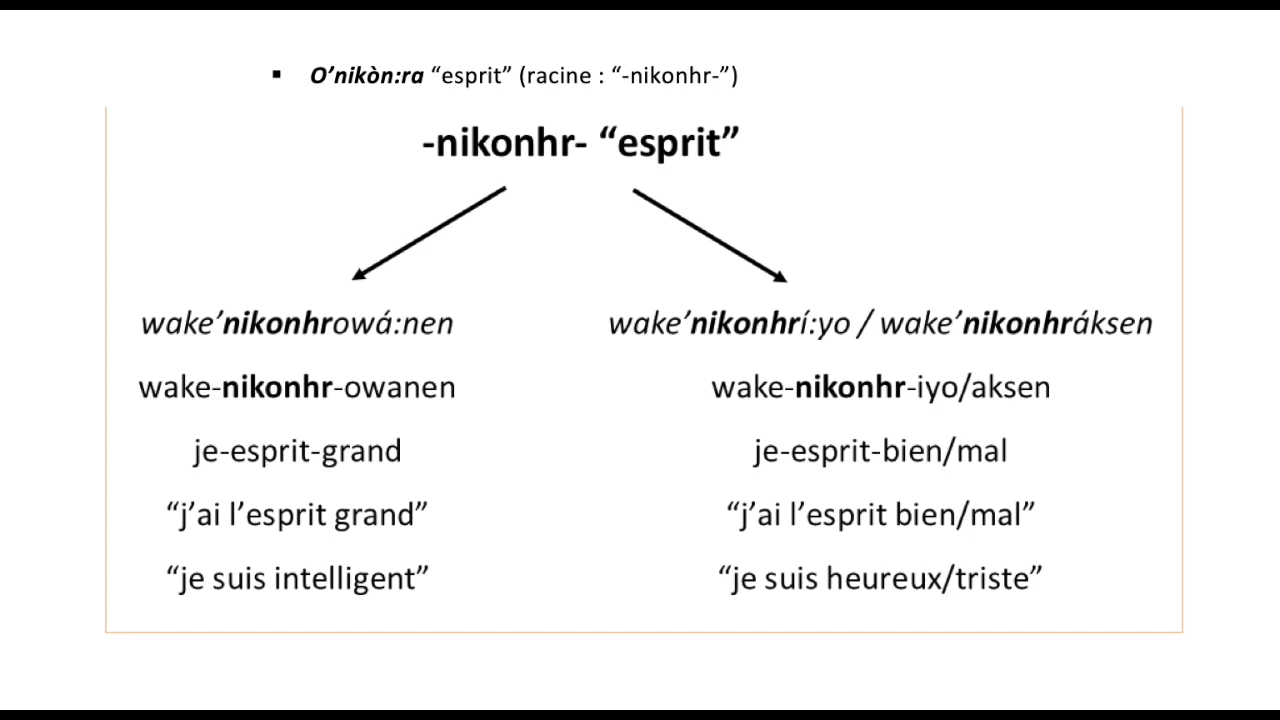 ▪ O’nikòn:ra “esprit” (racine : “-nikonhr-”)
-nikonhr- “esprit”
wake’nikonhrowá:nen
wake-nikonhr-owanen
je-esprit-grand
“j’ai l’esprit grand”
“je suis intelligent”
wake’nikonhrí:yo / wake’nikonhráksen
wake-nikonhr-iyo/aksen
je-esprit-bien/mal
“j’ai l’esprit bien/mal”
“je suis heureux/triste”